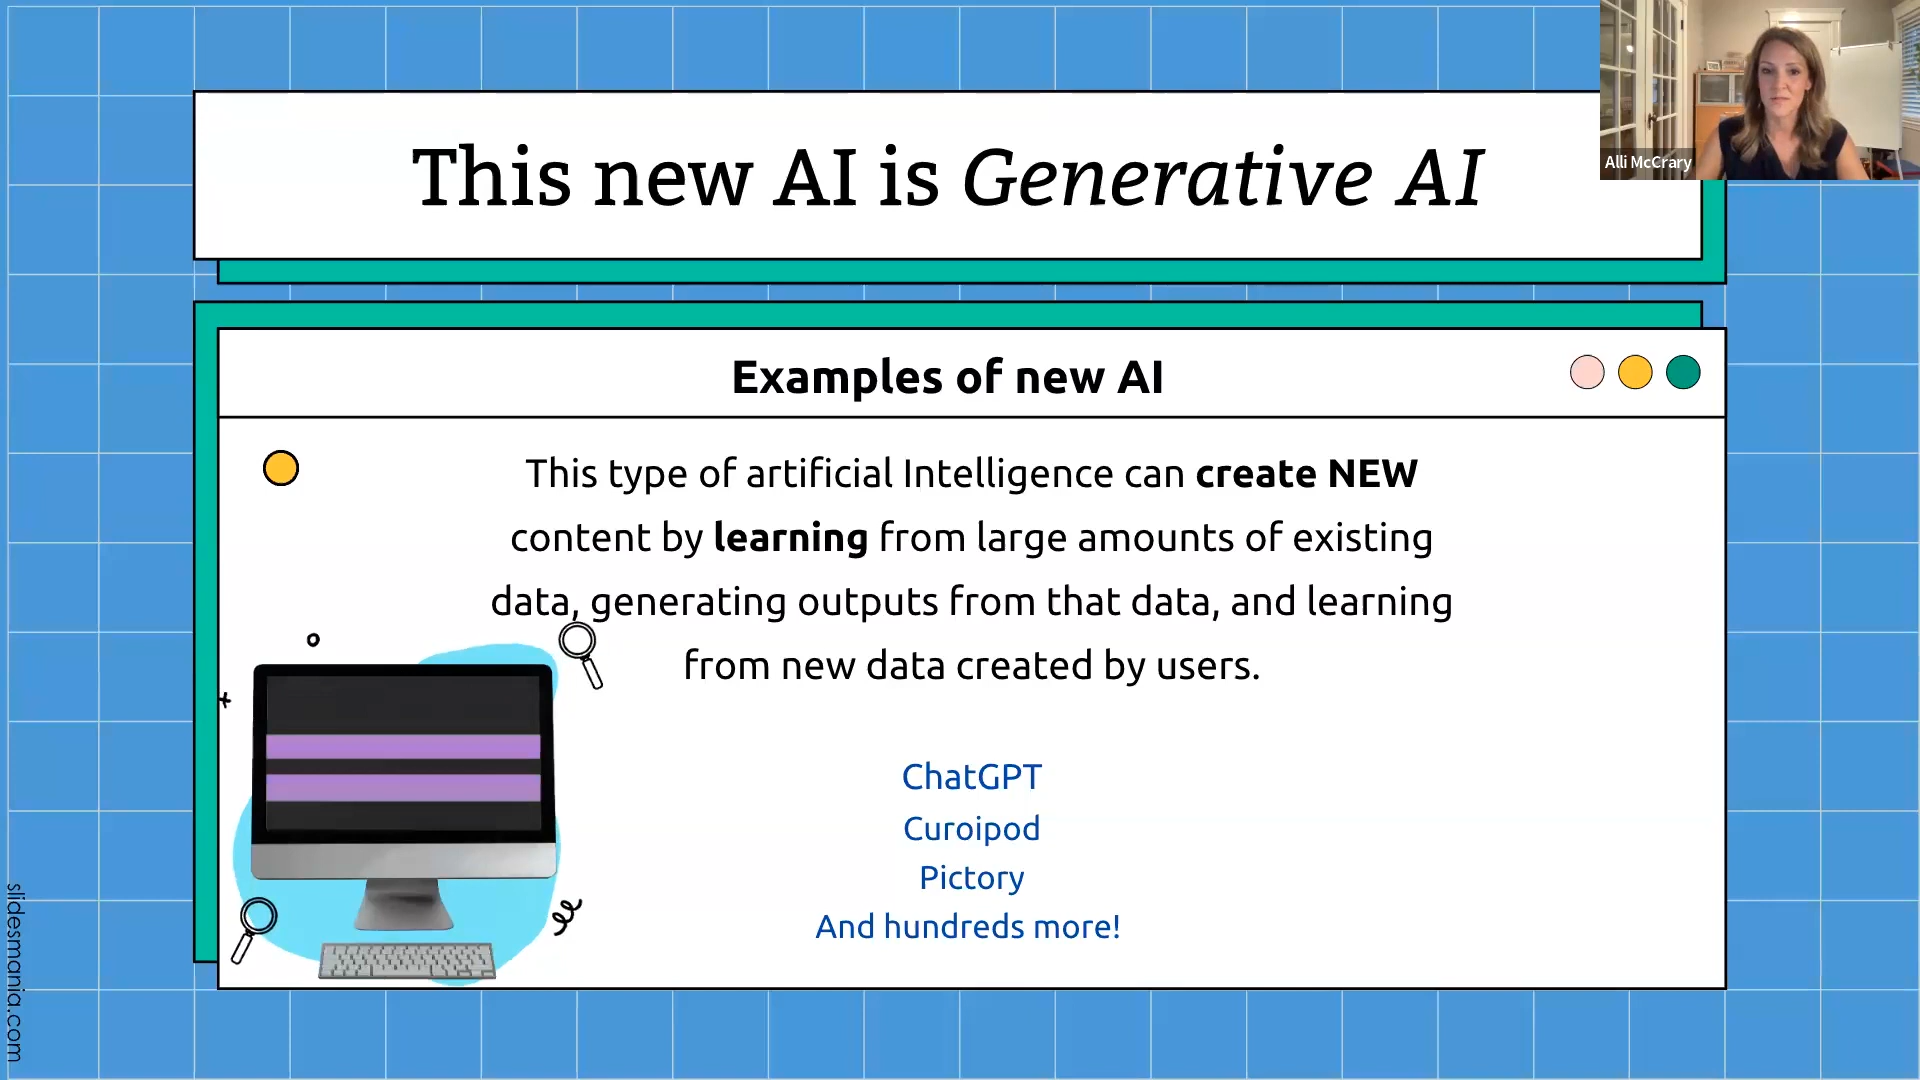 This new AI is Generative AI
Alli McCrary
Examples of new AI
This type of artificial Intelligence can create NEW
content by learning from large amounts of existing
data, generating outputs from that data, and learning
from new data created by users.
ChatGPT
Curoipod
Pictory
And hundreds more!
slidesmania.com